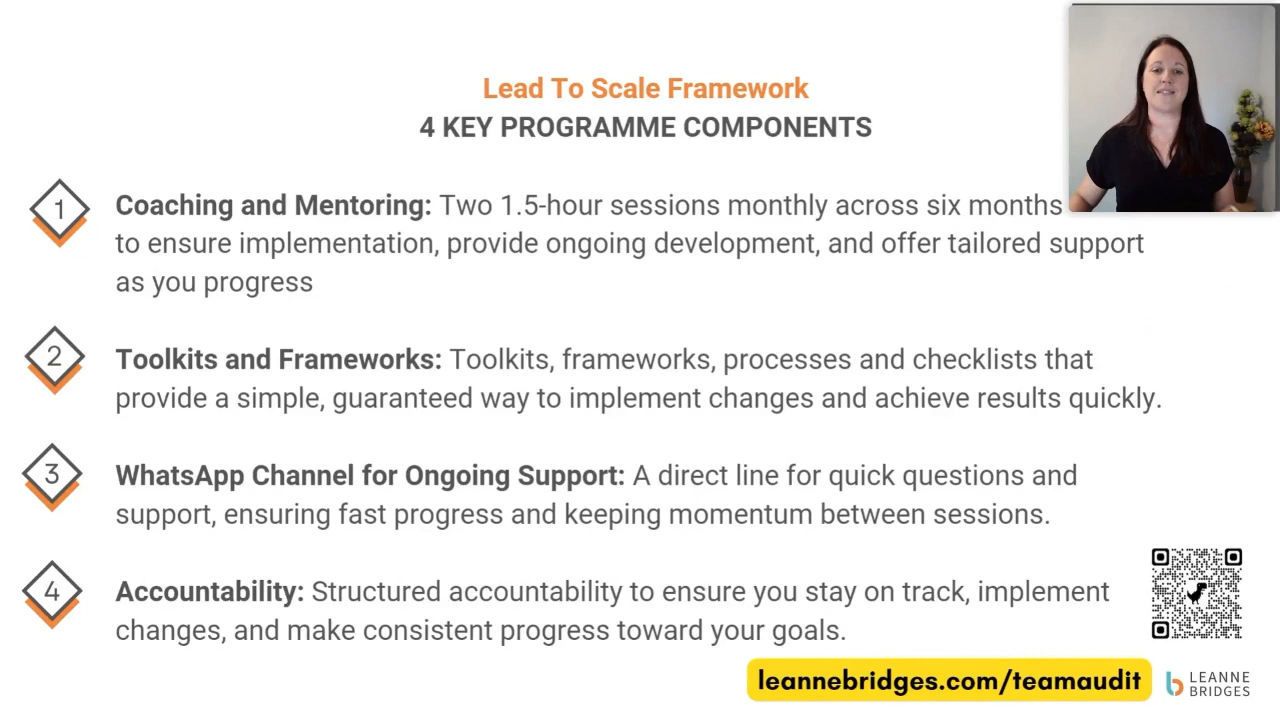 Lead To Scale Framework
4 KEY PROGRAMME COMPONENTS
1
Coaching and Mentoring: Two 1.5-hour sessions monthly across six months
to ensure implementation, provide ongoing development, and offer tailored support
as you progress
2
Toolkits and Frameworks: Toolkits, frameworks, processes and checklists that
provide a simple, guaranteed way to implement changes and achieve results quickly.
3
WhatsApp Channel for Ongoing Support: A direct line for quick questions and
support, ensuring fast progress and keeping momentum between sessions.
4
Accountability: Structured accountability to ensure you stay on track, implement
changes, and make consistent progress toward your goals.
leannebridges.com/teamaudit
LEANNE
BRIDGES